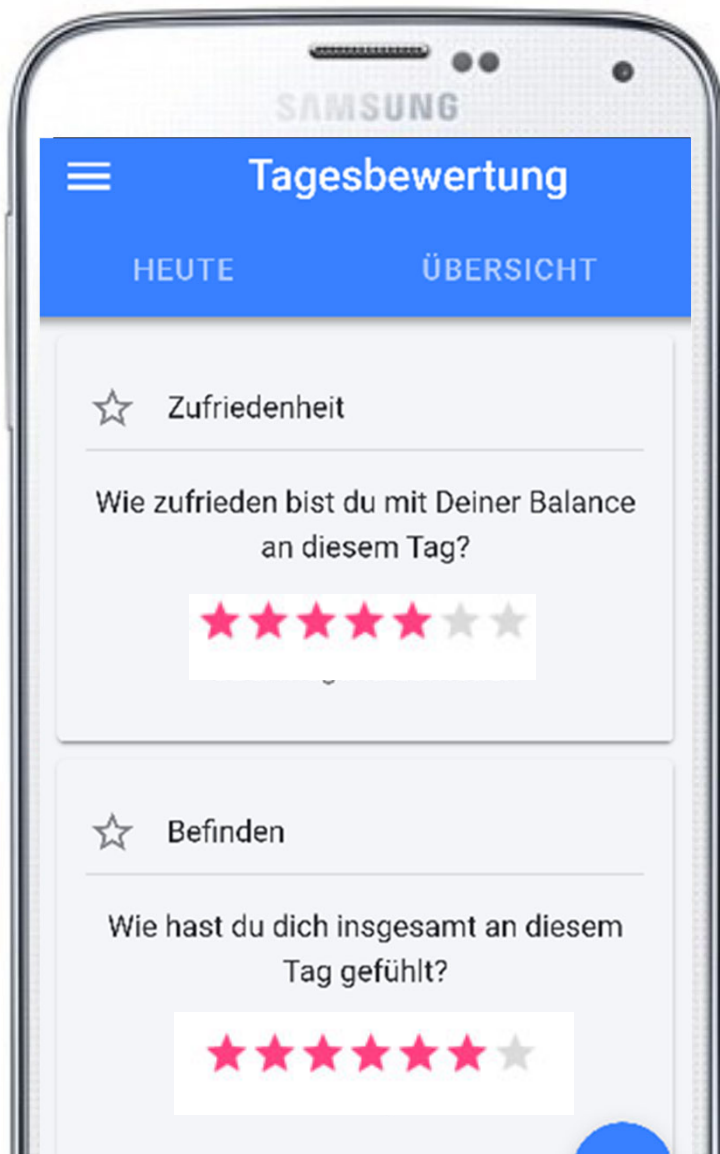 SAMSUNG
Tagesbewertung
HEUTE ÜBERSICHT
Zufriedenheit
Wie zufrieden bist du mit Deiner Balance
an diesem Tag?
Befinden
Wie hast du dich insgesamt an diesem
Tag gefühlt?